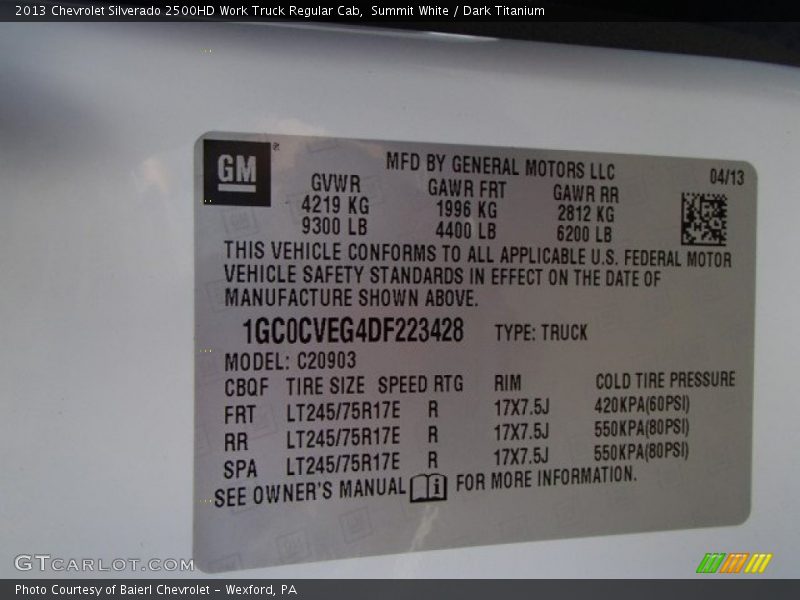 2013 Chevrolet Silverado 2500HD Work Truck Regular Cab,  Summit White / Dark Titanium
GM
MFD BY GENERAL MOTORS LLC
04/13
GVWR GAWR FRT GAWR RR
4219 KG 1996 KG 2812 KG
9300 LB 4400 LB 6200 LB
THIS VEHICLE CONFORMS TO ALL APPLICABLE U.S. FEDERAL MOTOR
VEHICLE SAFETY STANDARDS IN EFFECT ON THE DATE OF
MANUFACTURE SHOWN ABOVE.
1GC0CVEG4DF223428 TYPE: TRUCK
MODEL: C20903
CBQF TIRE SIZE SPEED RTG RIM COLD TIRE PRESSURE
FRT LT245/75R17E R 17X7.5J 420KPA(60PSI)
RR LT245/75R17E R 17X7.5J 550KPA(80PSI)
SPA LT245/75R17E R 17X7.5J 550KPA(80PSI)
SEE OWNER'S MANUAL i FOR MORE INFORMATION.
GTCARLOT.COM
Photo Courtesy of Baierl Chevrolet - Wexford, PA